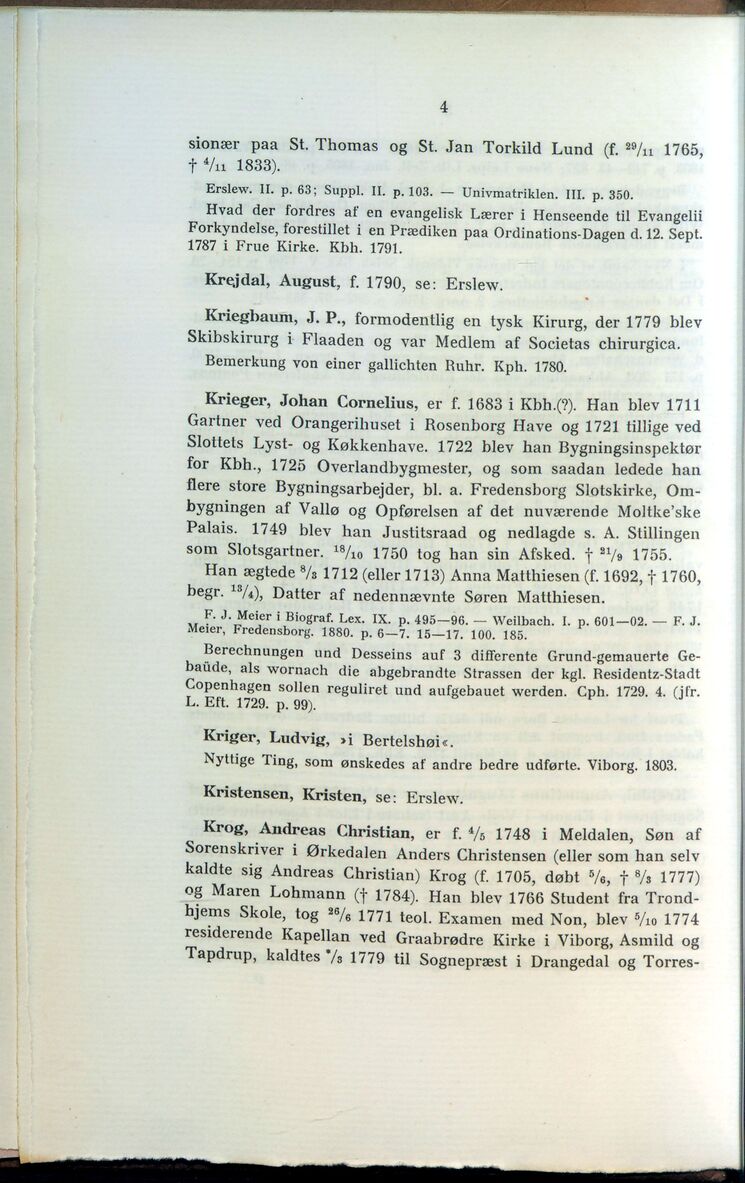 4
sionær paa St. Thomas og St. Jan Torkild Lund (f. ²⁹/₁₁ 1765,
† ⁴/₁₁ 1833).
Erslew. II. p. 63; Suppl. II. p. 103. — Univmatriklen. III. p. 350.
Hvad der fordres af en evangelisk Lærer i Henseende til Evangelii
Forkyndelse, forestillet i en Prædiken paa Ordinations-Dagen d. 12. Sept.
1787 i Frue Kirke. Kbh. 1791.
Krejdal, August, f. 1790, se: Erslew.
Kriegbaum, J. P., formodentlig en tysk Kirurg, der 1779 blev
Skibskirurg i Flaaden og var Medlem af Societas chirurgica.
Bemerkung von einer gallichten Ruhr. Kph. 1780.
Krieger, Johan Cornelius, er f. 1683 i Kbh.(?). Han blev 1711
Gartner ved Orangerihuset i Rosenborg Have og 1721 tillige ved
Slottets Lyst- og Køkkenhave. 1722 blev han Bygningsinspektør
for Kbh., 1725 Overlandbygmester, og som saadan ledede han
flere store Bygningsarbejder, bl. a. Fredensborg Slotskirke, Om-
bygningen af Vallø og Opførelsen af det nuværende Moltke'ske
Palais. 1749 blev han Justitsraad og nedlagde s. A. Stillingen
som Slotsgartner. ¹⁸/₁₀ 1750 tog han sin Afsked. † ²¹/₉ 1755.
Han ægtede ⁸/₃ 1712 (eller 1713) Anna Matthiesen (f. 1692, † 1760,
begr. ¹³/₄), Datter af nedennævnte Søren Matthiesen.
F. J. Meier i Biograf. Lex. IX. p. 495—96. — Weilbach. I. p. 601—02. — F. J.
Meier, Fredensborg. 1880. p. 6—7. 15—17. 100. 185.
Berechnungen und Desseins auf 3 differente Grund-gemauerte Ge-
baüde, als wornach die abgebrandte Strassen der kgl. Residentz-Stadt
Copenhagen sollen reguliret und aufgebauet werden. Cph. 1729. 4. (jfr.
L. Eft. 1729. p. 99).
Kriger, Ludvig, »i Bertelshøi«.
Nyttige Ting, som ønskedes af andre bedre udførte. Viborg. 1803.
Kristensen, Kristen, se: Erslew.
Krog, Andreas Christian, er f. ⁴/₅ 1748 i Meldalen, Søn af
Sorenskriver i Ørkedalen Anders Christensen (eller som han selv
kaldte sig Andreas Christian) Krog (f. 1705, døbt ⁵/₆, † ⁸/₃ 1777)
og Maren Lohmann († 1784). Han blev 1766 Student fra Trond-
hjems Skole, tog ²⁶/₆ 1771 teol. Examen med Non, blev ⁵/₁₀ 1774
residerende Kapellan ved Graabrødre Kirke i Viborg, Asmild og
Tapdrup, kaldtes /₃ 1779 til Sognepræst i Drangedal og Torres-